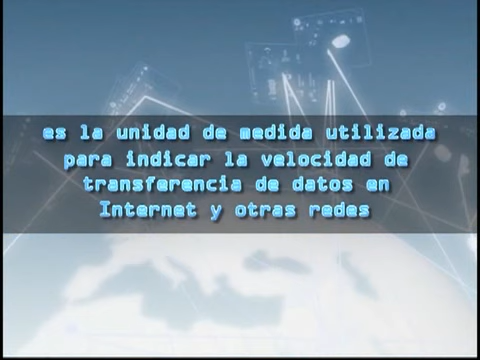 es la unidad de medida utilizada
para indicar la velocidad de
transferencia de datos en
Internet y otras redes